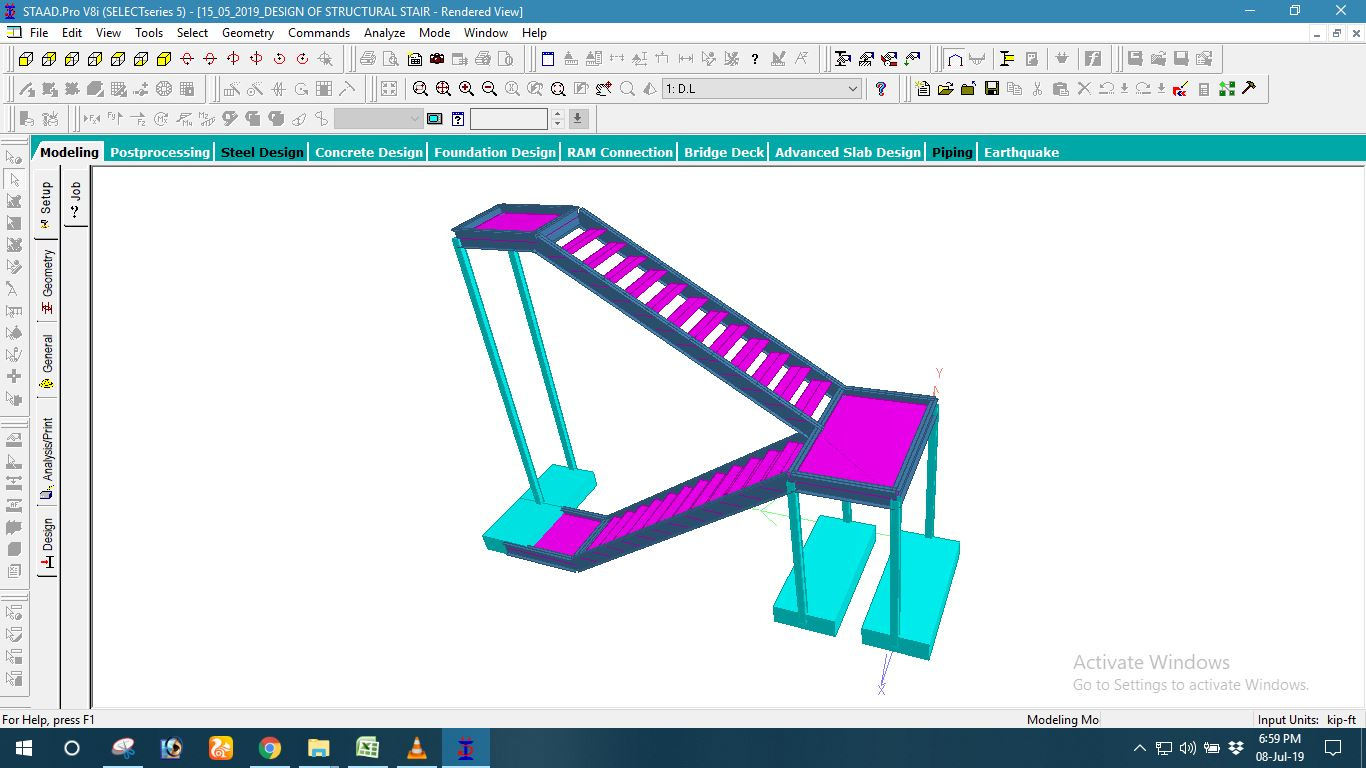 STAAD.Pro V8i (SELECTseries 5) - [15_05_2019_DESIGN OF STRUCTURAL STAIR - Rendered View]
File Edit View Tools Select Geometry Commands Analyze Mode Window Help
1: D.L
Modeling Postprocessing Steel Design Concrete Design Foundation Design RAM Connection Bridge Deck Advanced Slab Design Piping Earthquake
Setup
Job
Geometry
General
Analysis/Print
Design
Y
X
Activate Windows
Go to Settings to activate Windows.
For Help, press F1 Modeling Mo Input Units: kip-ft
6:59 PM
08-Jul-19